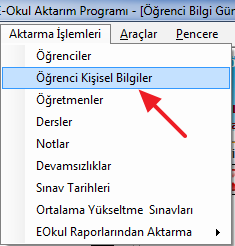 E-Okul Aktarım Programı - [Öğrenci Bilgi Gün
Aktarma İşlemleri Araçlar Pencere
Öğrenciler
Öğrenci Kişisel Bilgiler
Öğretmenler
Dersler
Notlar
Devamsızlıklar
Sınav Tarihleri
Ortalama Yükseltme Sınavları
EOkul Raporlarından Aktarma